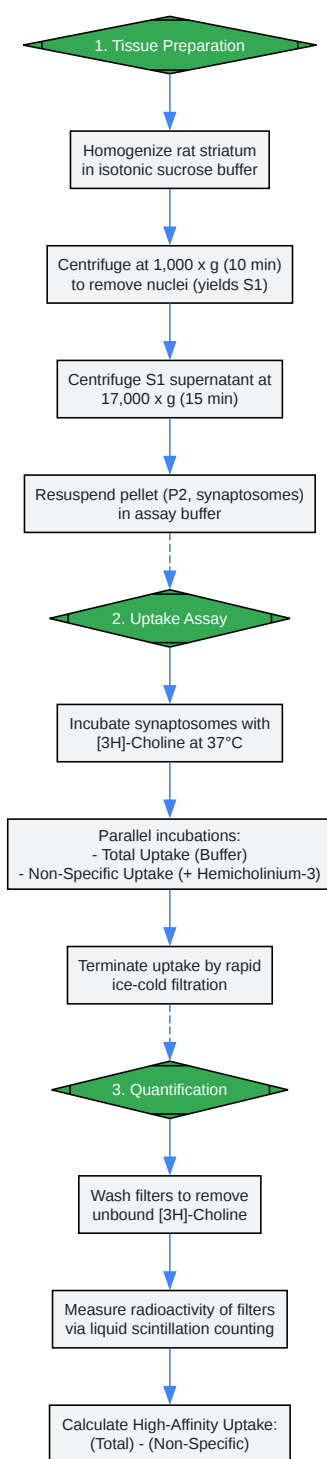 1. Tissue Preparation
Homogenize rat striatum
in isotonic sucrose buffer
Centrifuge at 1,000 x g (10 min)
to remove nuclei (yields S1)
Centrifuge S1 supernatant at
17,000 x g (15 min)
Resuspend pellet (P2, synaptosomes)
in assay buffer
2. Uptake Assay
Incubate synaptosomes with
[3H]-Choline at 37°C
Parallel incubations:
- Total Uptake (Buffer)
- Non-Specific Uptake (+ Hemicholinium-3)
Terminate uptake by rapid
ice-cold filtration
3. Quantification
Wash filters to remove
unbound [3H]-Choline
Measure radioactivity of filters
via liquid scintillation counting
Calculate High-Affinity Uptake:
(Total) - (Non-Specific)